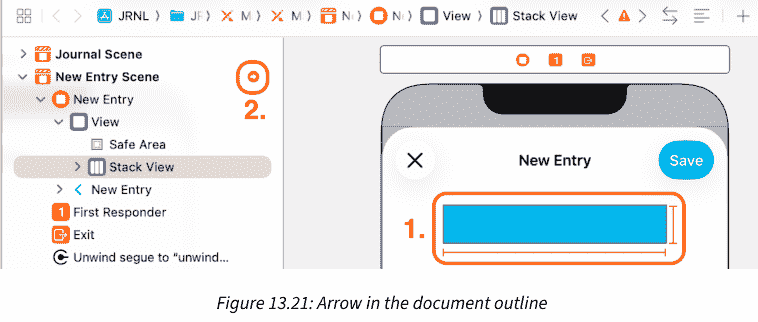 JRNL
JF
M
M
N
N
View
Stack View
Journal Scene
New Entry Scene
2.
New Entry
View
Safe Area
Stack View
New Entry
1 First Responder
Exit
Unwind segue to "unwind...
1
New Entry
Save
1.
Figure 13.21: Arrow in the document outline